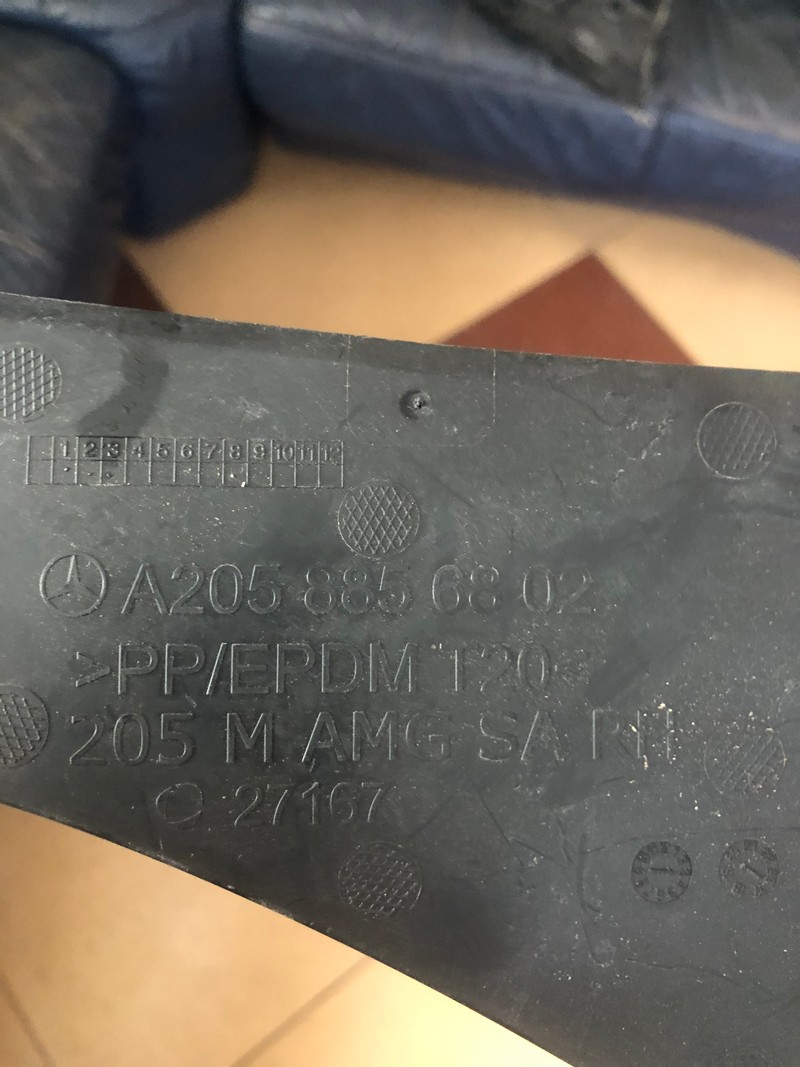 1 2 3 4 5 6 7 8 9 10 11 12
A205 885 68 02
>PP/EPDM T20<
205 M AMG SA RH
27167